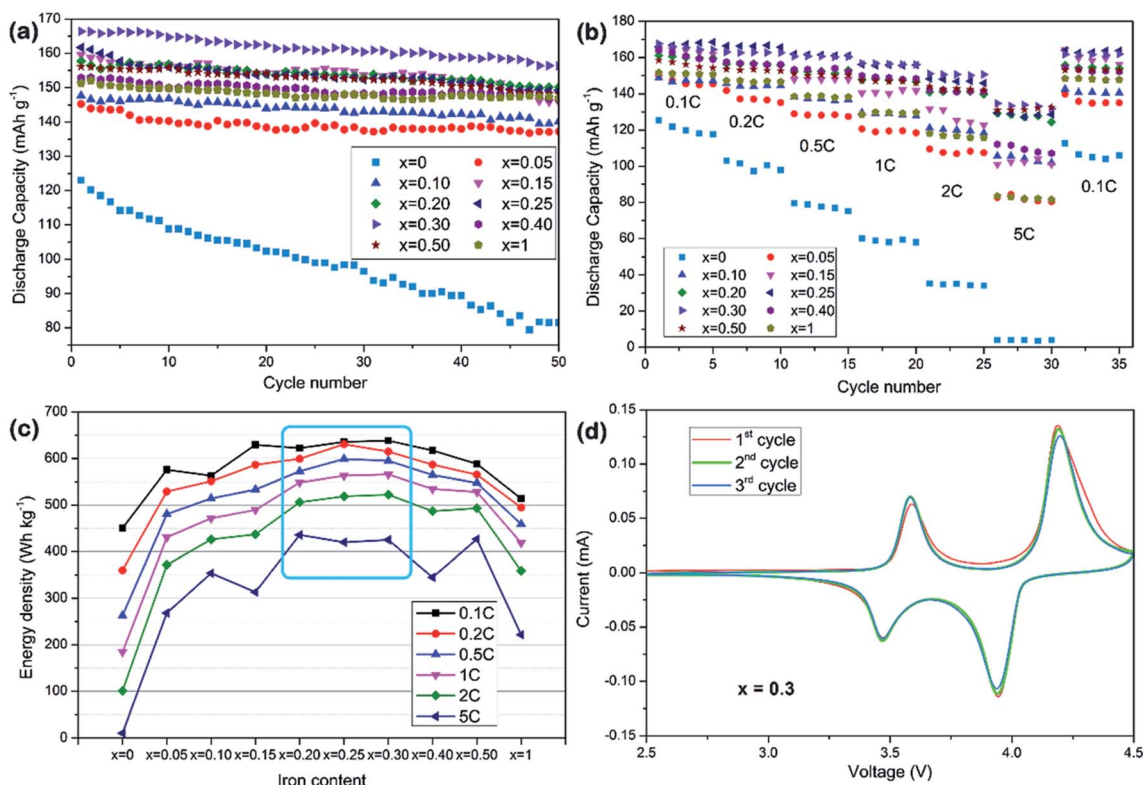 (a)
170
160
150
140
130
120
110
100
90
80
Discharge Capacity (mAh g⁻¹)
x=0 x=0.05
x=0.10 x=0.15
x=0.20 x=0.25
x=0.30 x=0.40
x=0.50 x=1
0 10 20 30 40 50
Cycle number
(b)
180
160
140
120
100
80
60
40
20
0
Discharge Capacity (mAh g⁻¹)
0.1C
0.2C
0.5C
1C
2C
5C
0.1C
x=0 x=0.05
x=0.10 x=0.15
x=0.20 x=0.25
x=0.30 x=0.40
x=0.50 x=1
0 5 10 15 20 25 30 35
Cycle number
(c)
700
600
500
400
300
200
100
0
Energy density (Wh kg⁻¹)
0.1C
0.2C
0.5C
1C
2C
5C
x=0 x=0.05 x=0.10 x=0.15 x=0.20 x=0.25 x=0.30 x=0.40 x=0.50 x=1
Iron content
(d)
0.15
0.10
0.05
0.00
-0.05
-0.10
-0.15
Current (mA)
1st cycle
2nd cycle
3rd cycle
x = 0.3
2.5 3.0 3.5 4.0 4.5
Voltage (V)